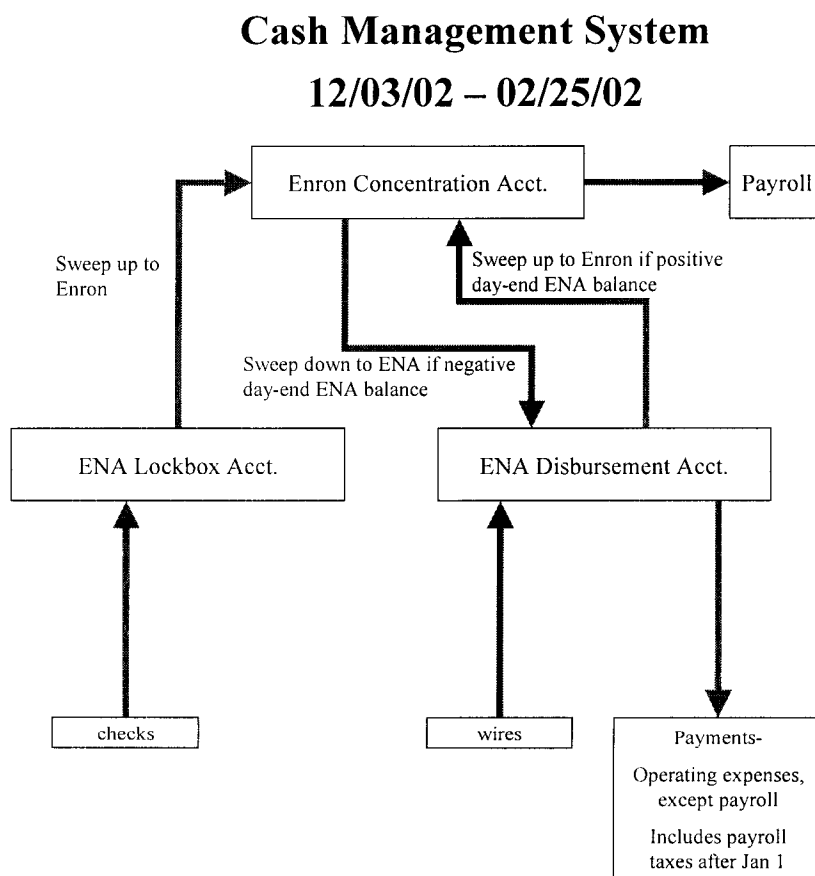 Cash Management System
12/03/02 – 02/25/02
Enron Concentration Acct.
Payroll
Sweep up to
Enron
Sweep up to Enron if positive
day-end ENA balance
Sweep down to ENA if negative
day-end ENA balance
ENA Lockbox Acct.
ENA Disbursement Acct.
checks
wires
Payments-
Operating expenses,
except payroll
Includes payroll
taxes after Jan 1